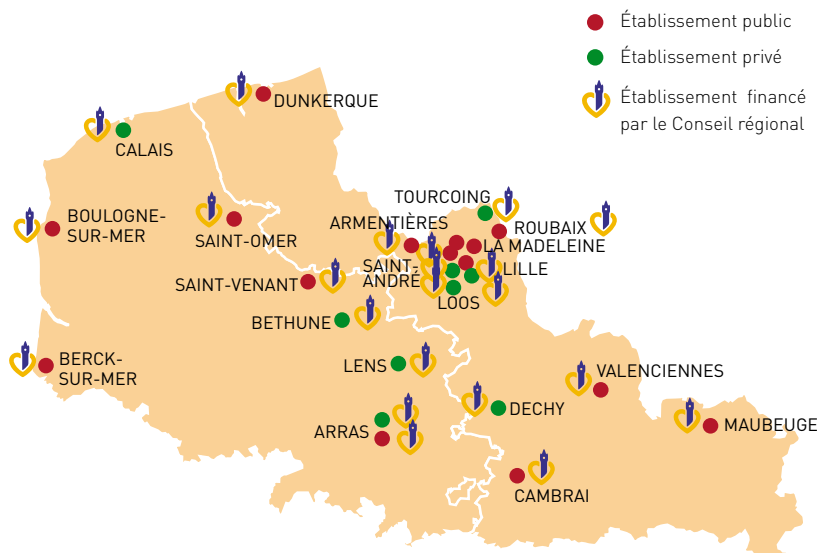 Établissement public
Établissement privé
Établissement financé
par le Conseil régional
DUNKERQUE
CALAIS
TOURCOING
BOULOGNE-
SUR-MER
SAINT-OMER
ARMENTIÈRES
ROUBAIX
LA MADELEINE
SAINT-
ANDRÉ
LILLE
SAINT-VENANT
LOOS
BETHUNE
BERCK-
SUR-MER
LENS
VALENCIENNES
DECHY
ARRAS
MAUBEUGE
CAMBRAI